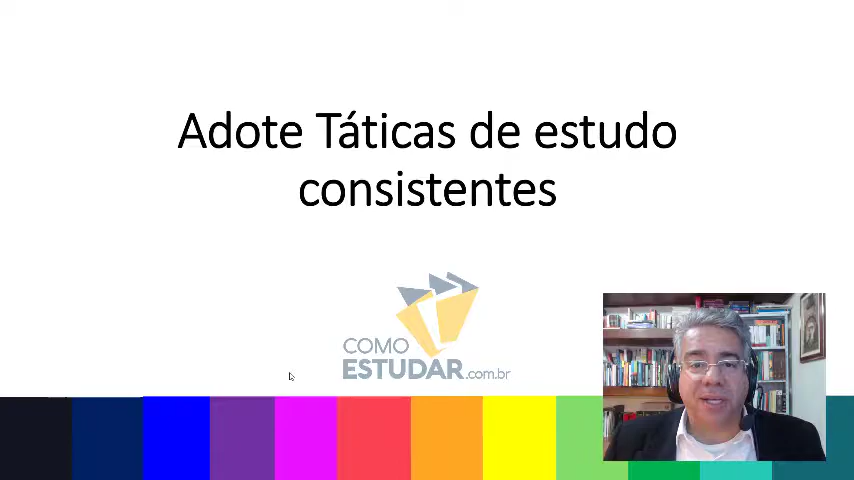 Adote Táticas de estudo
consistentes
COMO
ESTUDAR.com.br